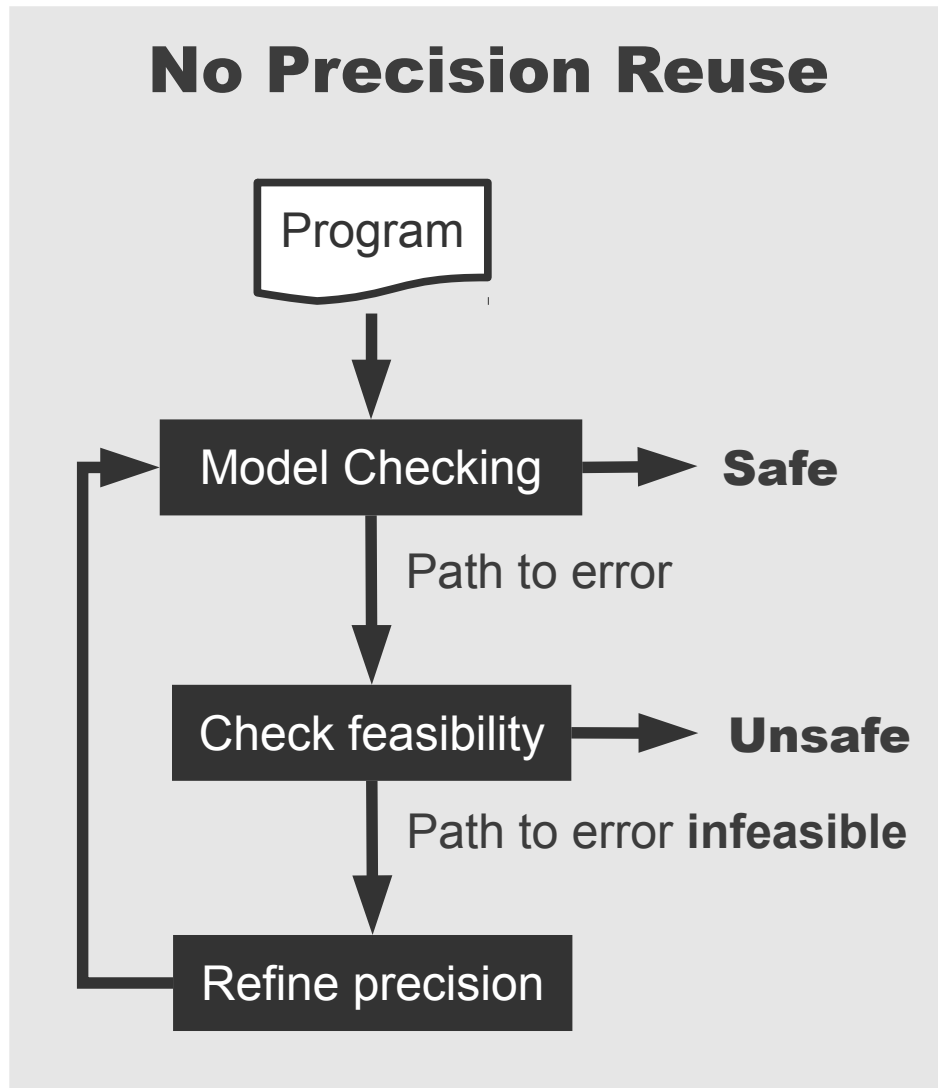 No Precision Reuse
Program
Model Checking
Safe
Path to error
Check feasibility
Unsafe
Path to error infeasible
Refine precision